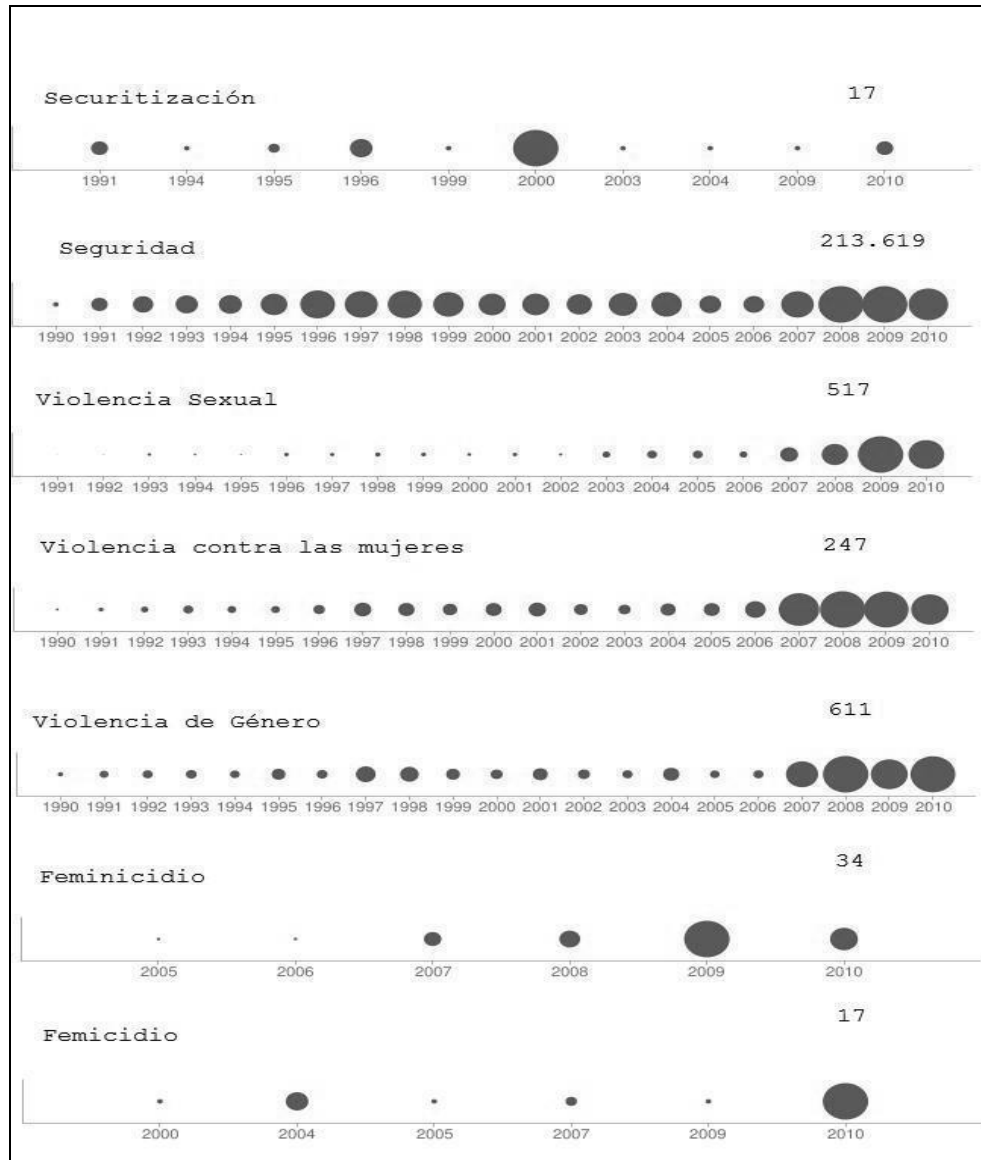 Securitización 17
1991 1994 1995 1996 1999 2000 2003 2004 2009 2010
Seguridad 213.619
1990 1991 1992 1993 1994 1995 1996 1997 1998 1999 2000 2001 2002 2003 2004 2005 2006 2007 2008 2009 2010
Violencia Sexual 517
1991 1992 1993 1994 1995 1996 1997 1998 1999 2000 2001 2002 2003 2004 2005 2006 2007 2008 2009 2010
Violencia contra las mujeres 247
1990 1991 1992 1993 1994 1995 1996 1997 1998 1999 2000 2001 2002 2003 2004 2005 2006 2007 2008 2009 2010
Violencia de Género 611
1990 1991 1992 1993 1994 1995 1996 1997 1998 1999 2000 2001 2002 2003 2004 2005 2006 2007 2008 2009 2010
Feminicidio 34
2005 2006 2007 2008 2009 2010
Femicidio 17
2000 2004 2005 2007 2009 2010